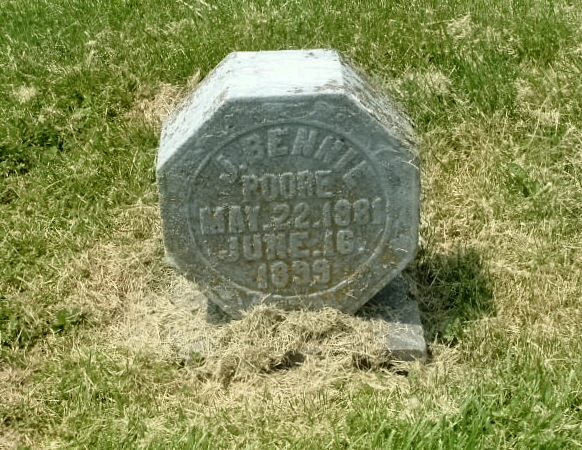 J. BENNIE
POORE
MAY. 22. 1881
JUNE. 16.
1899